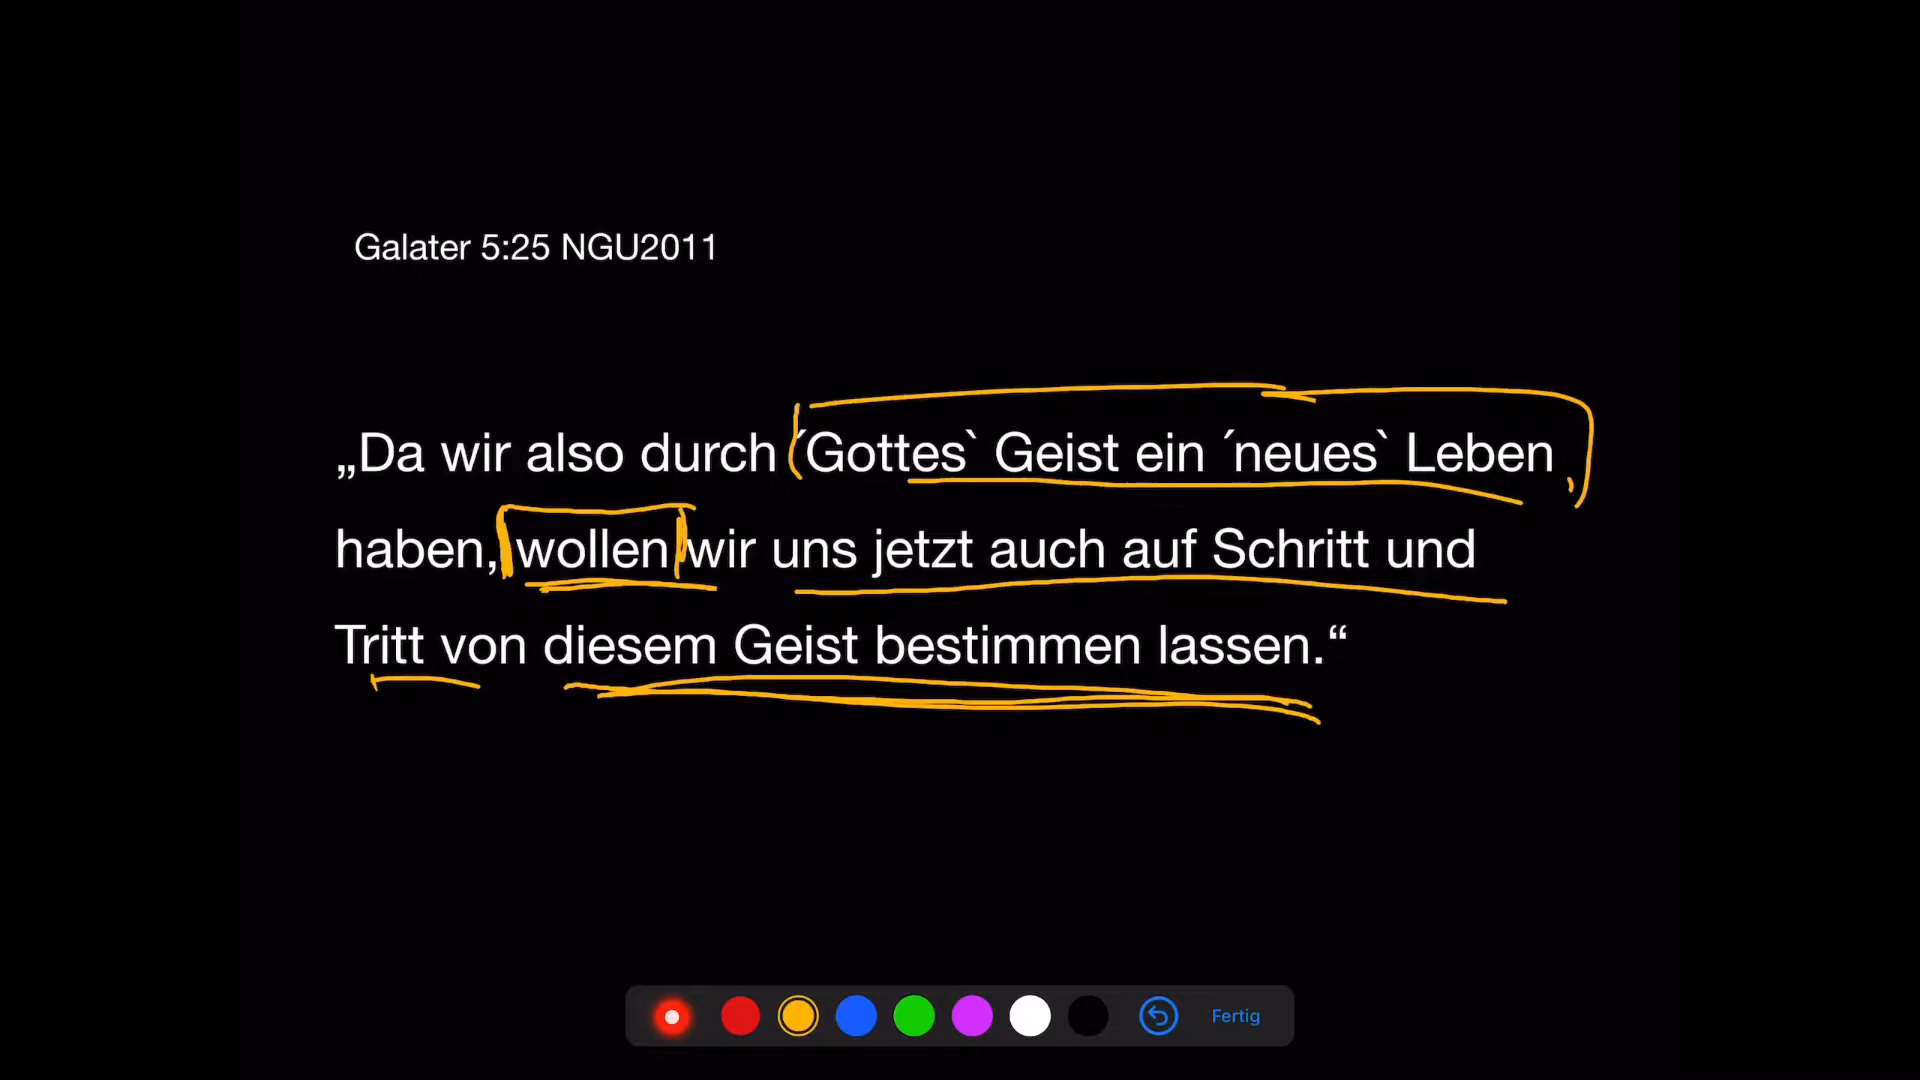 Galater 5:25 NGU2011
„Da wir also durch ´Gottes` Geist ein ´neues` Leben
haben, wollen wir uns jetzt auch auf Schritt und
Tritt von diesem Geist bestimmen lassen.“
Fertig